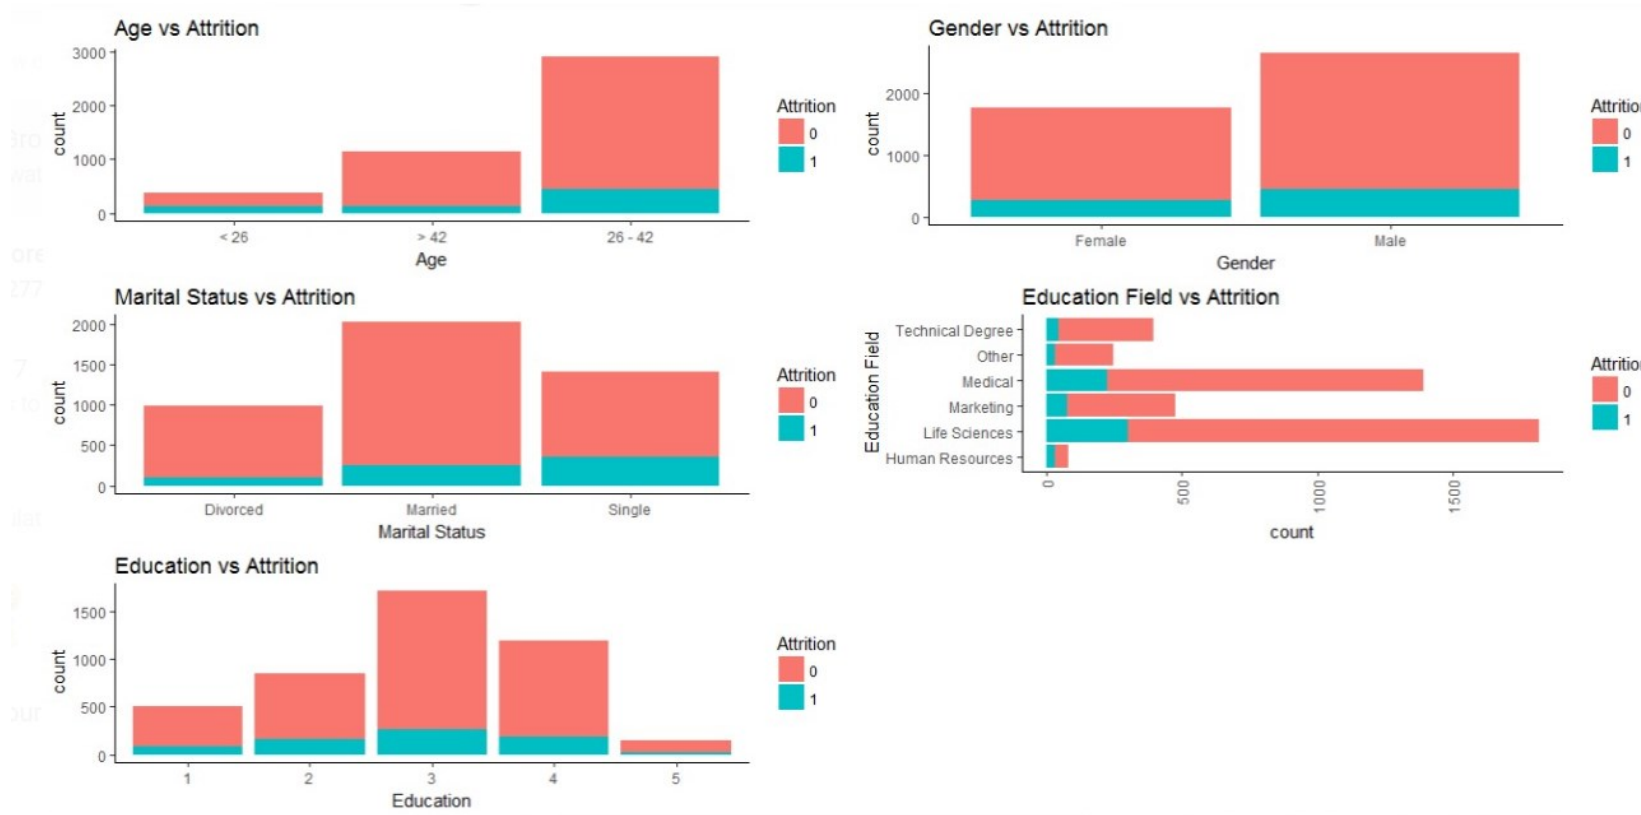 Age vs Attrition
3000
2000
1000
0
count
< 26
> 42
26 - 42
Age
Attrition
0
1
Gender vs Attrition
2000
1000
0
count
Female
Male
Gender
Attrition
0
1
Marital Status vs Attrition
2000
1500
1000
500
0
count
Divorced
Married
Single
Marital Status
Attrition
0
1
Education Field vs Attrition
Education Field
Technical Degree
Other
Medical
Marketing
Life Sciences
Human Resources
0
500
1000
1500
count
Attrition
0
1
Education vs Attrition
1500
1000
500
0
count
1
2
3
4
5
Education
Attrition
0
1